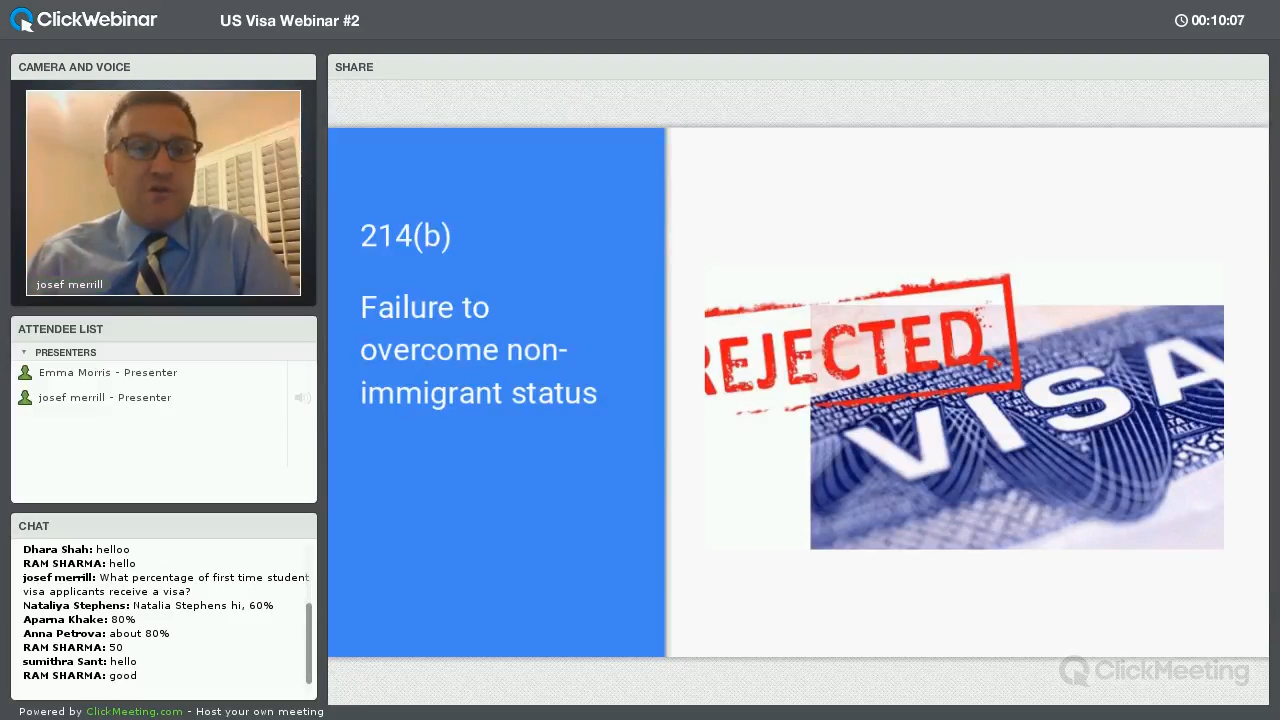 ClickWebinar
US Visa Webinar #2
00:10:07
CAMERA AND VOICE
josef merrill
ATTENDEE LIST
PRESENTERS
Emma Morris - Presenter
josef merrill - Presenter
CHAT
Dhara Shah: helloo
RAM SHARMA: hello
josef merrill: What percentage of first time student
visa applicants receive a visa?
Nataliya Stephens: Natalia Stephens hi, 60%
Aparna Khake: 80%
Anna Petrova: about 80%
RAM SHARMA: 50
sumithra Sant: hello
RAM SHARMA: good
Powered by ClickMeeting.com - Host your own meeting
SHARE
214(b)
Failure to
overcome non-
immigrant status
REJECTED
VISA
ClickMeeting